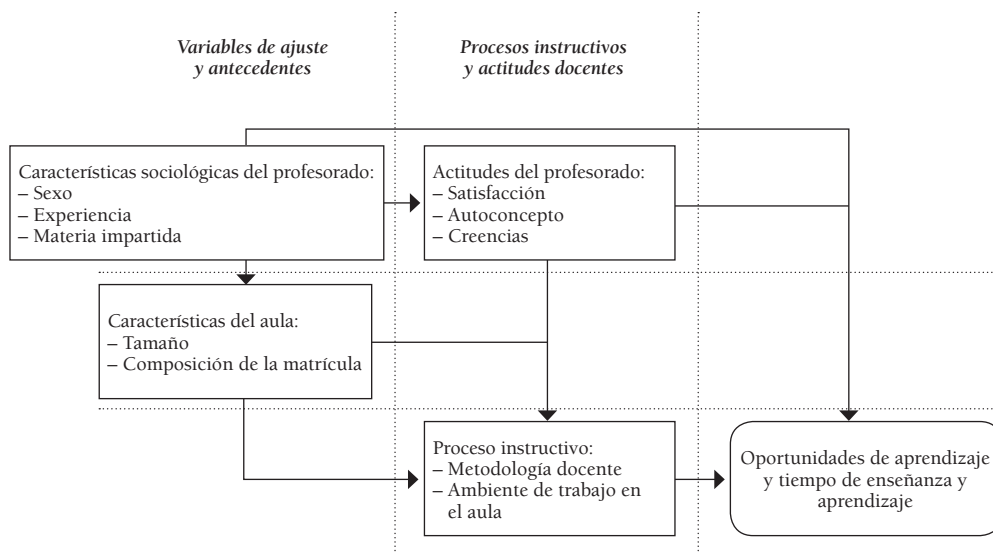 Variables de ajuste
y antecedentes
Procesos instructivos
y actitudes docentes
Características sociológicas del profesorado:
– Sexo
– Experiencia
– Materia impartida
Actitudes del profesorado:
– Satisfacción
– Autoconcepto
– Creencias
Características del aula:
– Tamaño
– Composición de la matrícula
Proceso instructivo:
– Metodología docente
– Ambiente de trabajo en
el aula
Oportunidades de aprendizaje
y tiempo de enseñanza y
aprendizaje